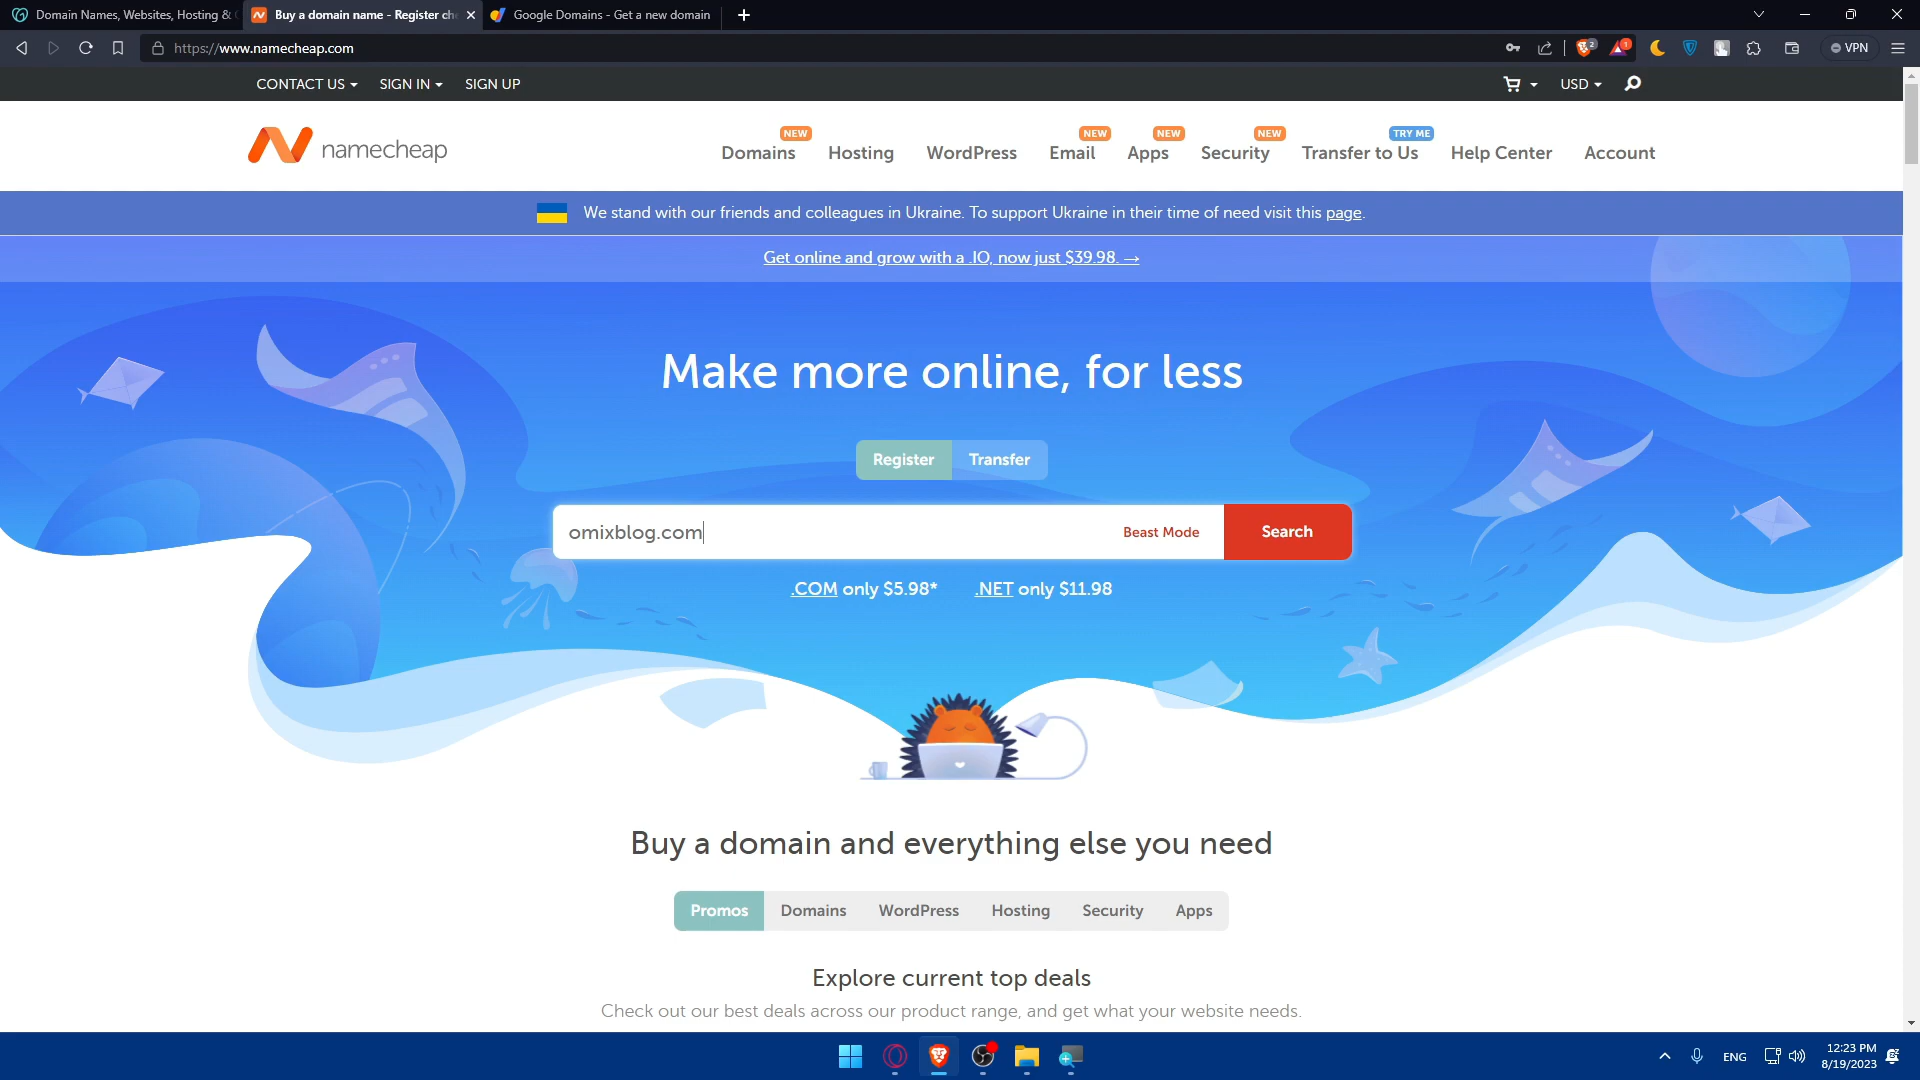 Domain Names, Websites, Hosting &
Buy a domain name - Register ch
Google Domains - Get a new domain
https://www.namecheap.com
2
1
VPN
CONTACT US
SIGN IN
SIGN UP
USD
namecheap
NEW
NEW
NEW
NEW
TRY ME
Domains
Hosting
WordPress
Email
Apps
Security
Transfer to Us
Help Center
Account
We stand with our friends and colleagues in Ukraine. To support Ukraine in their time of need visit this page.
Get online and grow with a .IO, now just $39.98. →
Make more online, for less
Register
Transfer
omixblog.com
Beast Mode
Search
.COM only $5.98*
.NET only $11.98
Buy a domain and everything else you need
Promos
Domains
WordPress
Hosting
Security
Apps
Explore current top deals
Check out our best deals across our product range, and get what your website needs.
ENG
12:23 PM
8/19/2023